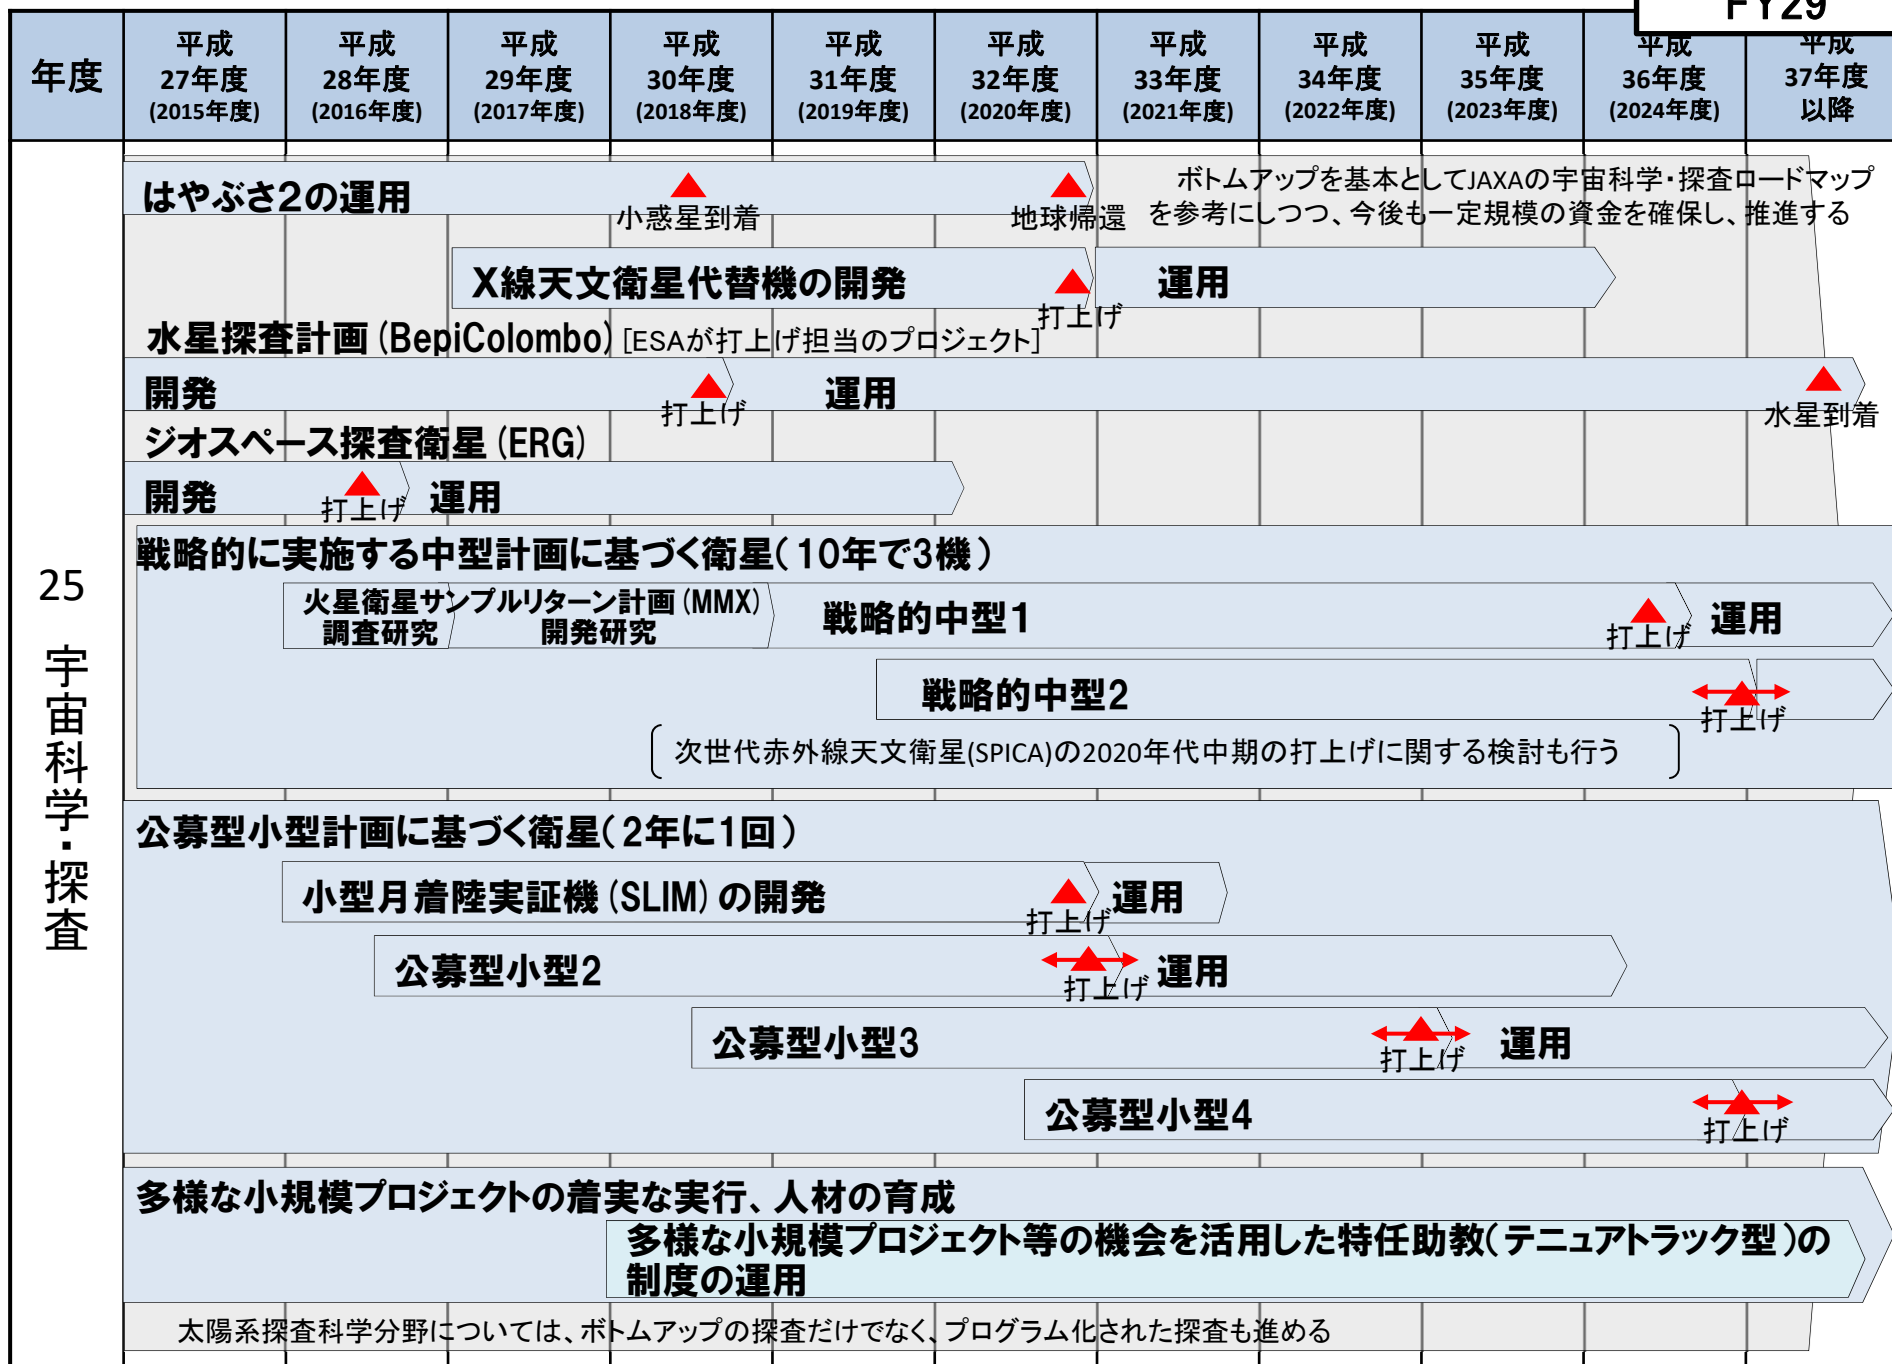 FY29
年度
平成
27年度
(2015年度)
平成
28年度
(2016年度)
平成
29年度
(2017年度)
平成
30年度
(2018年度)
平成
31年度
(2019年度)
平成
32年度
(2020年度)
平成
33年度
(2021年度)
平成
34年度
(2022年度)
平成
35年度
(2023年度)
平成
36年度
(2024年度)
平成
37年度
以降
25 宇宙科学・探査
はやぶさ2の運用
小惑星到着
地球帰還
ボトムアップを基本としてJAXAの宇宙科学・探査ロードマップ
を参考にしつつ、今後も一定規模の資金を確保し、推進する
X線天文衛星代替機の開発
打上げ
運用
水星探査計画(BepiColombo)[ESAが打上げ担当のプロジェクト]
開発
打上げ
運用
水星到着
ジオスペース探査衛星(ERG)
開発
打上げ
運用
戦略的に実施する中型計画に基づく衛星(10年で3機)
火星衛星サンプルリターン計画(MMX)
調査研究
開発研究
戦略的中型1
打上げ
運用
戦略的中型2
打上げ
次世代赤外線天文衛星(SPICA)の2020年代中期の打上げに関する検討も行う
公募型小型計画に基づく衛星(2年に1回)
小型月着陸実証機(SLIM)の開発
打上げ
運用
公募型小型2
打上げ
運用
公募型小型3
打上げ
運用
公募型小型4
打上げ
多様な小規模プロジェクトの着実な実行、人材の育成
多様な小規模プロジェクト等の機会を活用した特任助教(テニュアトラック型)の
制度の運用
太陽系探査科学分野については、ボトムアップの探査だけでなく、プログラム化された探査も進める